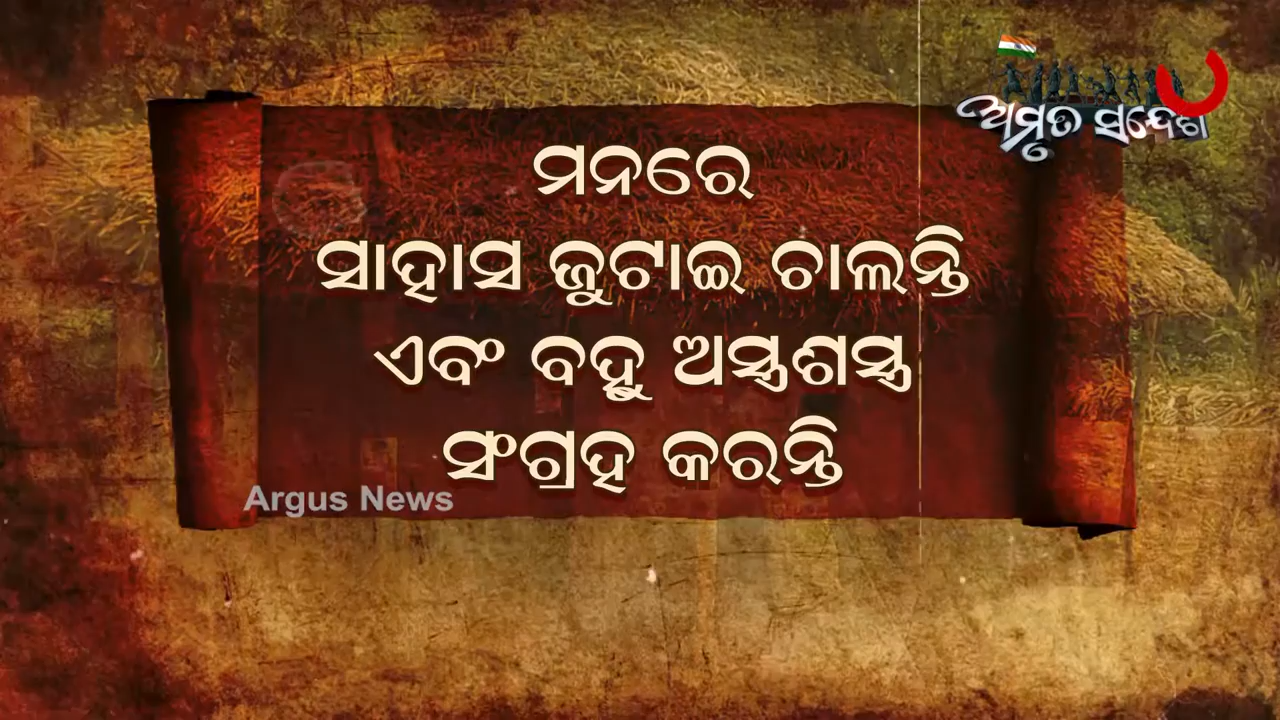 ଅମୃତ ସନ୍ଦେଶ
ମନରେ
ସାହାସ ଜୁଟାଇ ଚାଲନ୍ତି
ଏବଂ ବହୁ ଅସ୍ତ୍ରଶସ୍ତ୍ର
ସଂଗ୍ରହ କରନ୍ତି
Argus News